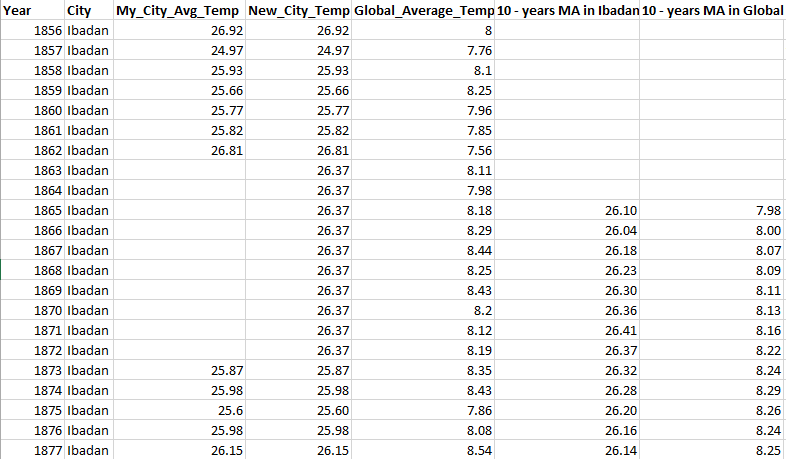 Year City My_City_Avg_Temp New_City_Temp Global_Average_Temp 10 - years MA in Ibadan 10 - years MA in Global
1856 Ibadan 26.92 26.92 8
1857 Ibadan 24.97 24.97 7.76
1858 Ibadan 25.93 25.93 8.1
1859 Ibadan 25.66 25.66 8.25
1860 Ibadan 25.77 25.77 7.96
1861 Ibadan 25.82 25.82 7.85
1862 Ibadan 26.81 26.81 7.56
1863 Ibadan 26.37 8.11
1864 Ibadan 26.37 7.98
1865 Ibadan 26.37 8.18 26.10 7.98
1866 Ibadan 26.37 8.29 26.04 8.00
1867 Ibadan 26.37 8.44 26.18 8.07
1868 Ibadan 26.37 8.25 26.23 8.09
1869 Ibadan 26.37 8.43 26.30 8.11
1870 Ibadan 26.37 8.2 26.36 8.13
1871 Ibadan 26.37 8.12 26.41 8.16
1872 Ibadan 26.37 8.19 26.37 8.22
1873 Ibadan 25.87 25.87 8.35 26.32 8.24
1874 Ibadan 25.98 25.98 8.43 26.28 8.29
1875 Ibadan 25.6 25.60 7.86 26.20 8.26
1876 Ibadan 25.98 25.98 8.08 26.16 8.24
1877 Ibadan 26.15 26.15 8.54 26.14 8.25